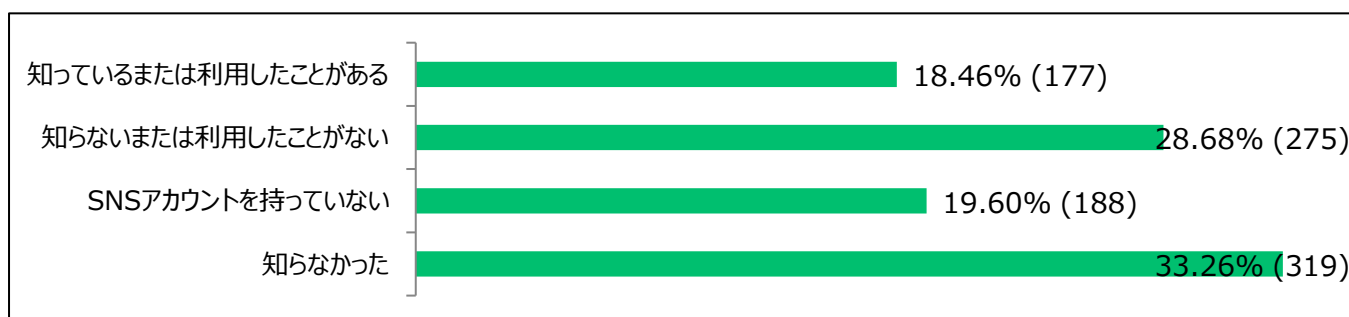 知っているまたは利用したことがある 18.46% (177)
知らないまたは利用したことがない 28.68% (275)
SNSアカウントを持っていない 19.60% (188)
知らなかった 33.26% (319)